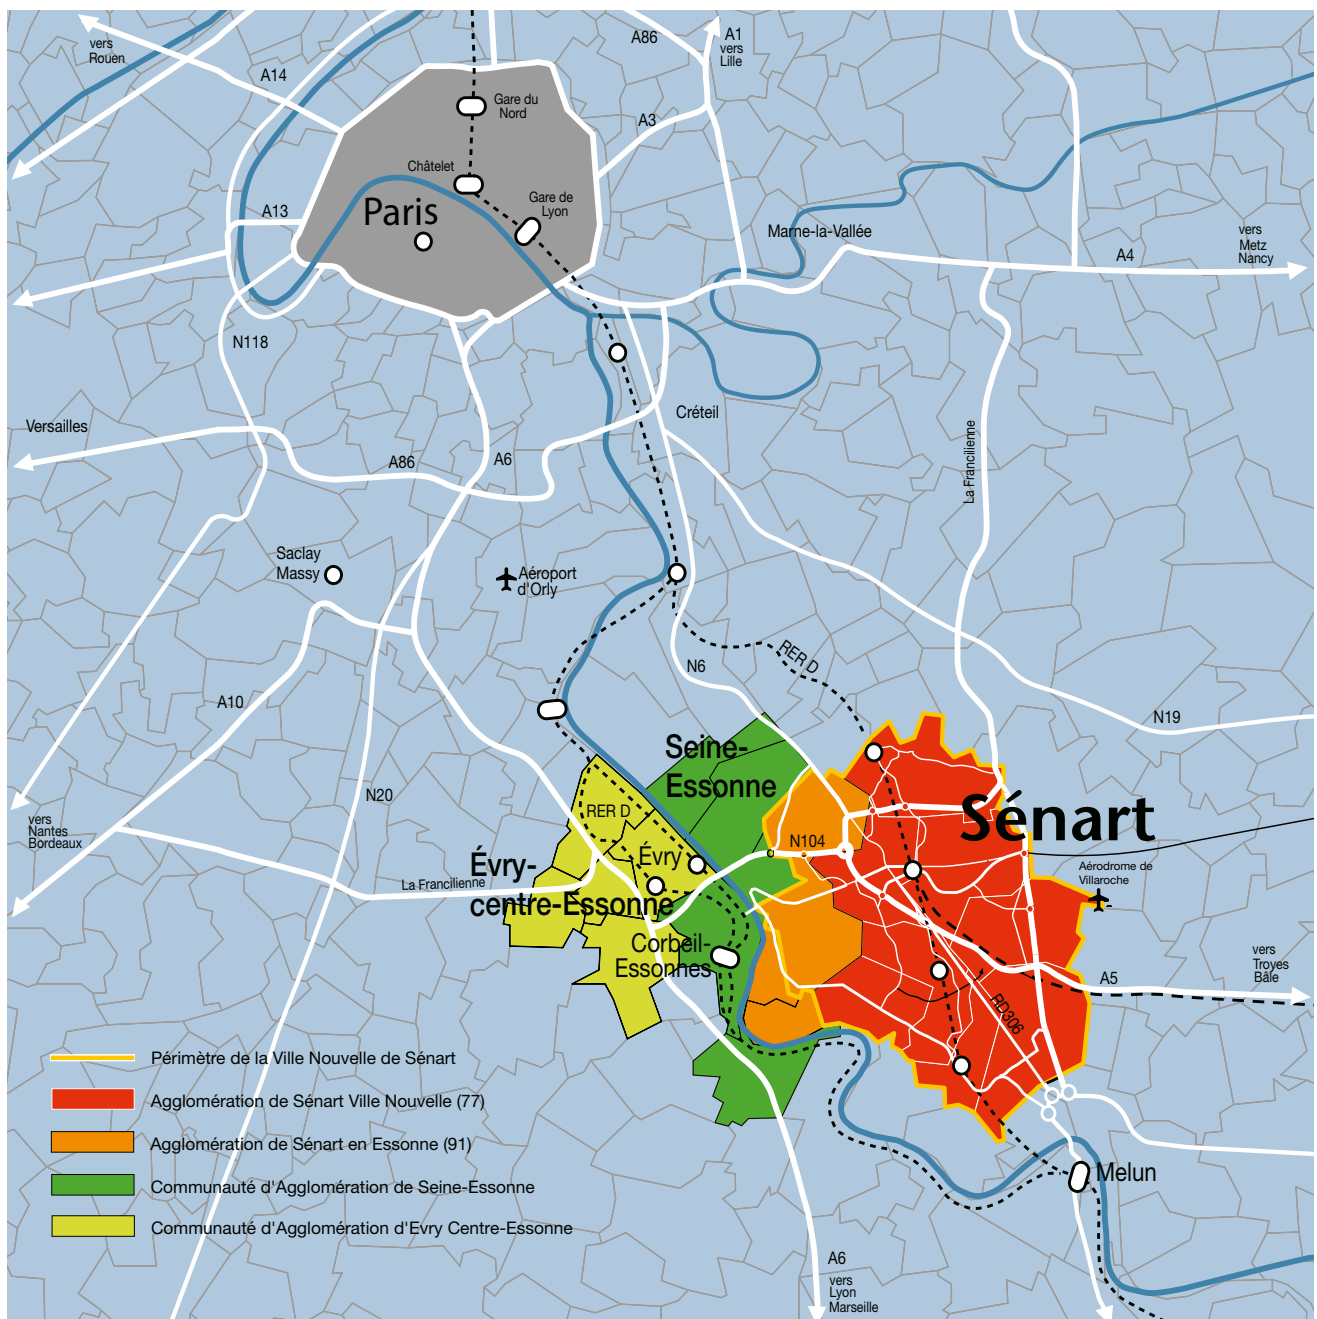 vers
Rouen
A14
A86
A1
vers
Lille
Gare du
Nord
A3
Châtelet
Gare de
Lyon
Paris
A13
Marne-la-Vallée
A4
vers
Metz
Nancy
N118
Créteil
Versailles
A86
A6
La Francilienne
Saclay
Massy
Aéroport
d'Orly
RER D
N6
A10
N19
Seine-
Essonne
N20
RER D
Sénart
vers
Nantes
Bordeaux
N104
Évry
Évry-
centre-Essonne
La Francilienne
Aérodrome de
Villaroche
Corbeil-
Essonnes
A5
vers
Troyes
Bâle
RD306
Périmètre de la Ville Nouvelle de Sénart
Agglomération de Sénart Ville Nouvelle (77)
Agglomération de Sénart en Essonne (91)
Communauté d'Agglomération de Seine-Essonne
Communauté d'Agglomération d'Evry Centre-Essonne
Melun
A6
vers
Lyon
Marseille